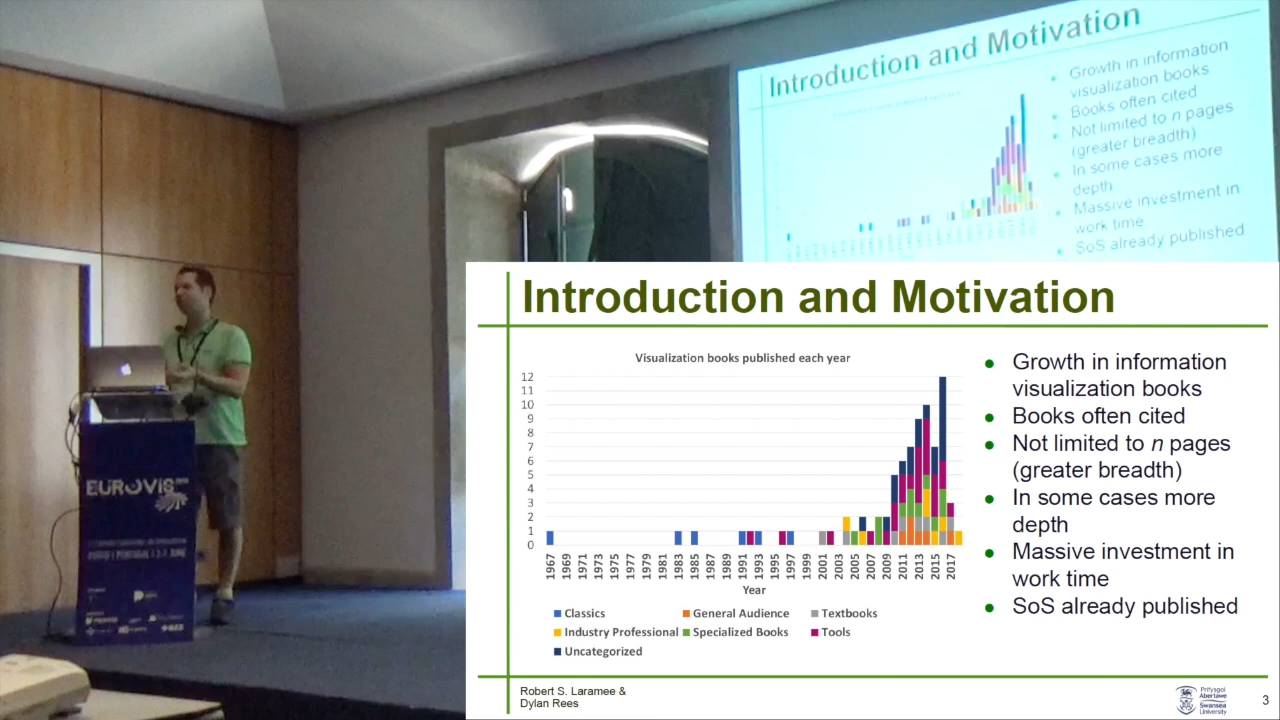 Introduction and Motivation
Growth in information
visualization books
Books often cited
Not limited to n pages
(greater breadth)
In some cases more
depth
Massive investment in
work time
SoS already published
EUROVIS
Introduction and Motivation
Visualization books published each year
12
11
10
9
8
7
6
5
4
3
2
1
0
1967 1969 1971 1973 1975 1977 1979 1981 1983 1985 1987 1989 1991 1993 1995 1997 1999 2001 2003 2005 2007 2009 2011 2013 2015 2017
Year
Classics General Audience Textbooks
Industry Professional Specialized Books Tools
Uncategorized
Growth in information
visualization books
Books often cited
Not limited to n pages
(greater breadth)
In some cases more
depth
Massive investment in
work time
SoS already published
Robert S. Laramee &
Dylan Rees
Prifysgol
Abertawe
Swansea
University
3